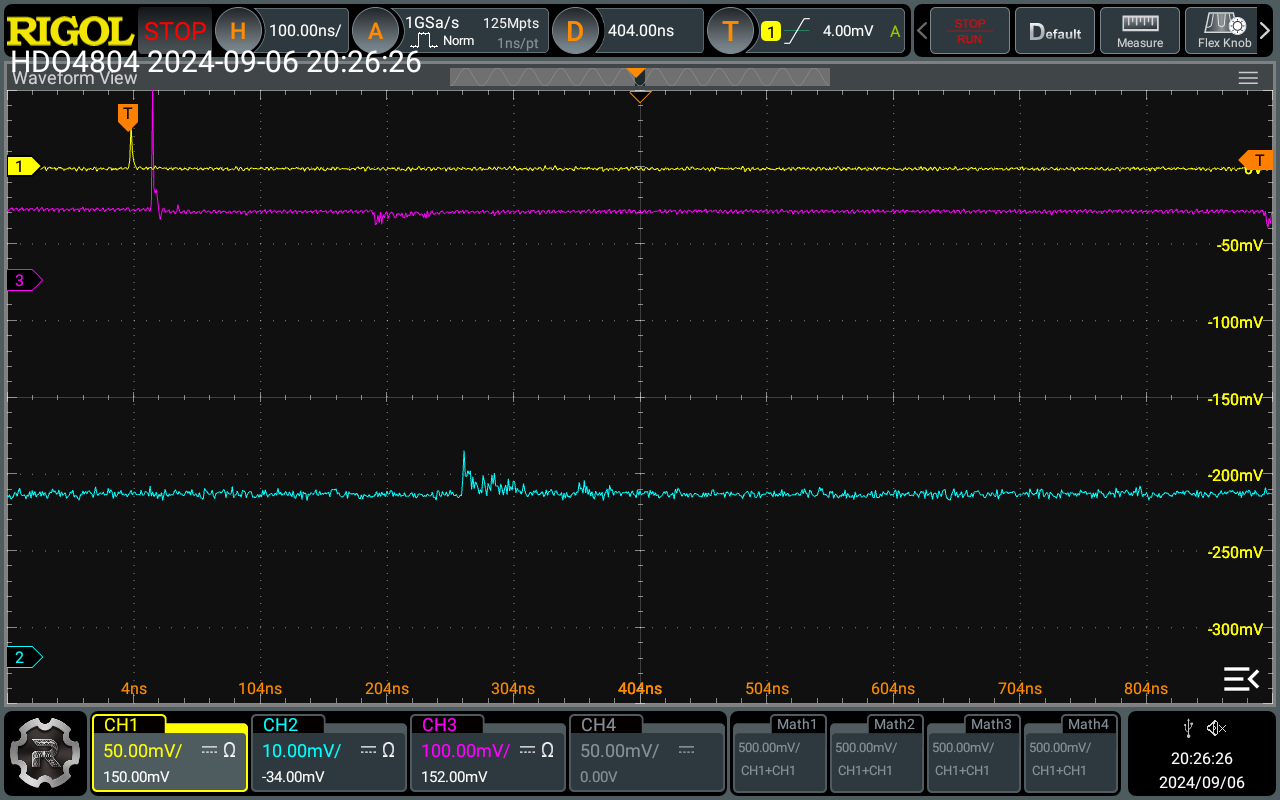 RIGOL STOP H 100.00ns/ A 1GSa/s Norm 125Mpts 1ns/pt D 404.00ns T 1 4.00mV A STOP RUN Default Measure Flex Knob
HDO4804 2024-09-06 20:26:26
Waveform View
T
1
T
0V
-50mV
3
-100mV
-150mV
-200mV
-250mV
-300mV
2
4ns 104ns 204ns 304ns 404ns 504ns 604ns 704ns 804ns
CH1 CH2 CH3 CH4 Math1 Math2 Math3 Math4
50.00mV/ Ω 10.00mV/ Ω 100.00mV/ Ω 50.00mV/ 500.00mV/ 500.00mV/ 500.00mV/ 500.00mV/
150.00mV -34.00mV 152.00mV 0.00V CH1+CH1 CH1+CH1 CH1+CH1 CH1+CH1
R
20:26:26
2024/09/06